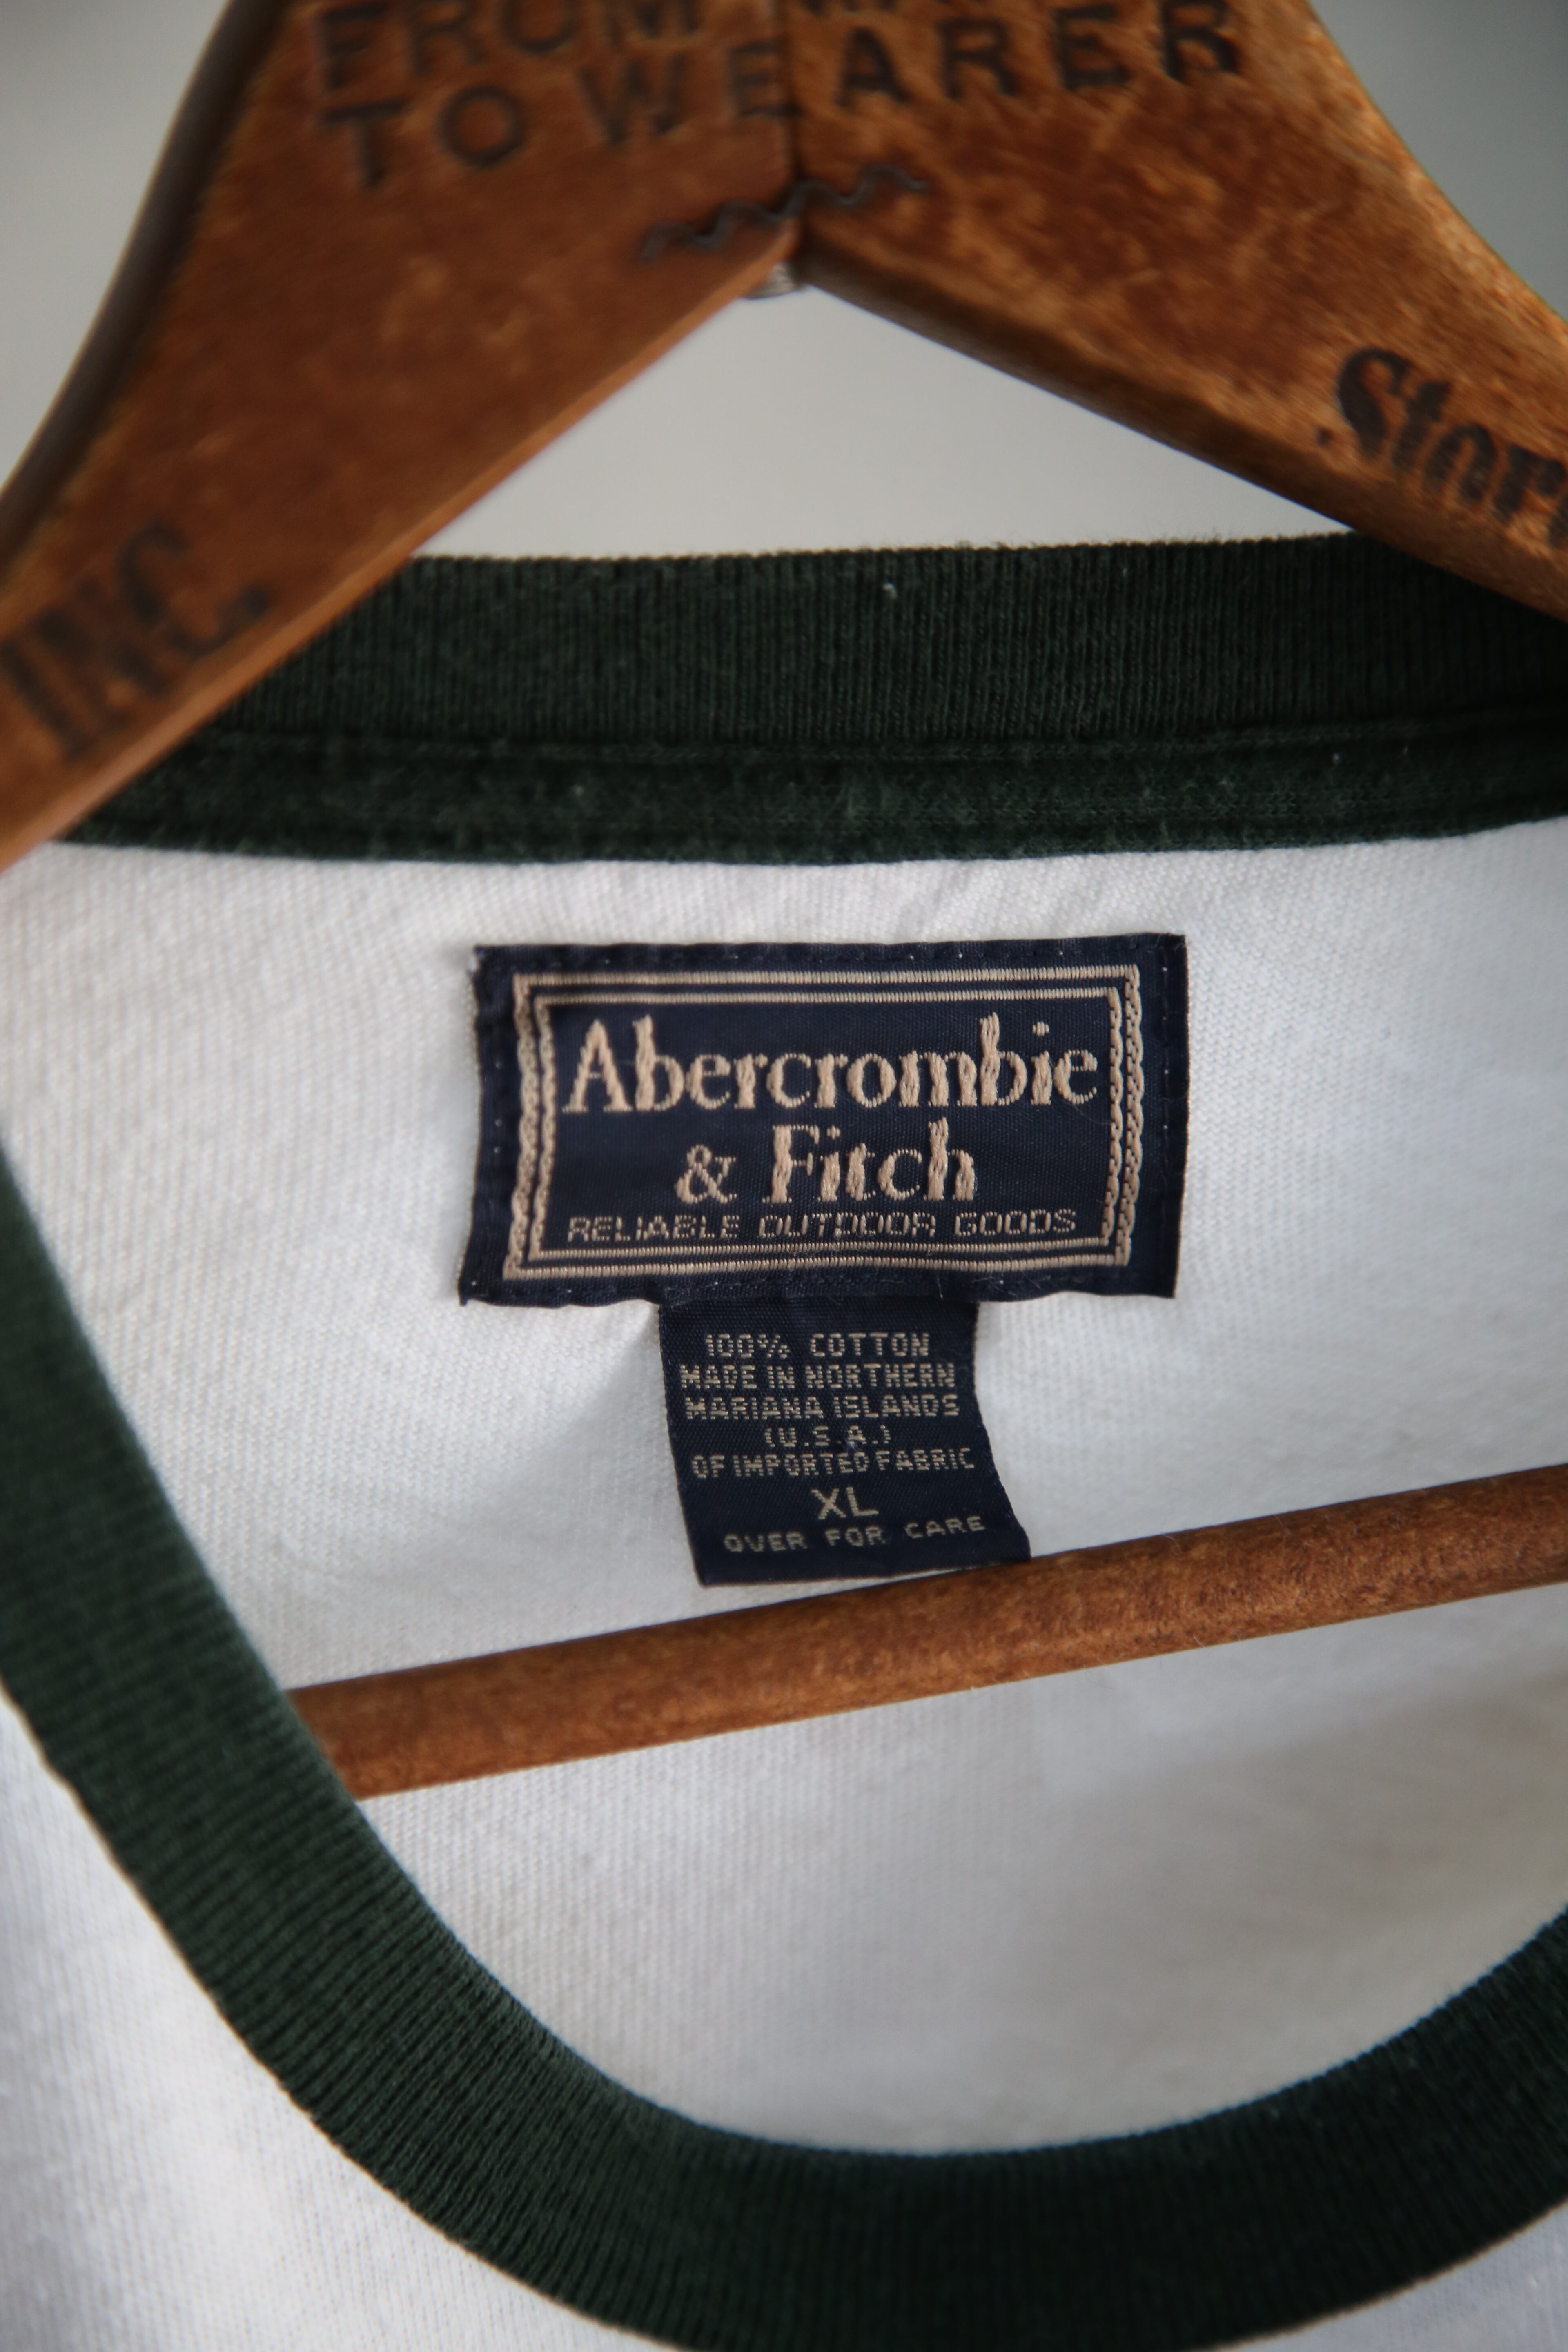 FROM
TO WEARER
INC.
Abercrombie
& Fitch
RELIABLE OUTDOOR GOODS
100% COTTON
MADE IN NORTHERN
MARIANA ISLANDS
(U.S.A.)
OF IMPORTED FABRIC
XL
OVER FOR CARE